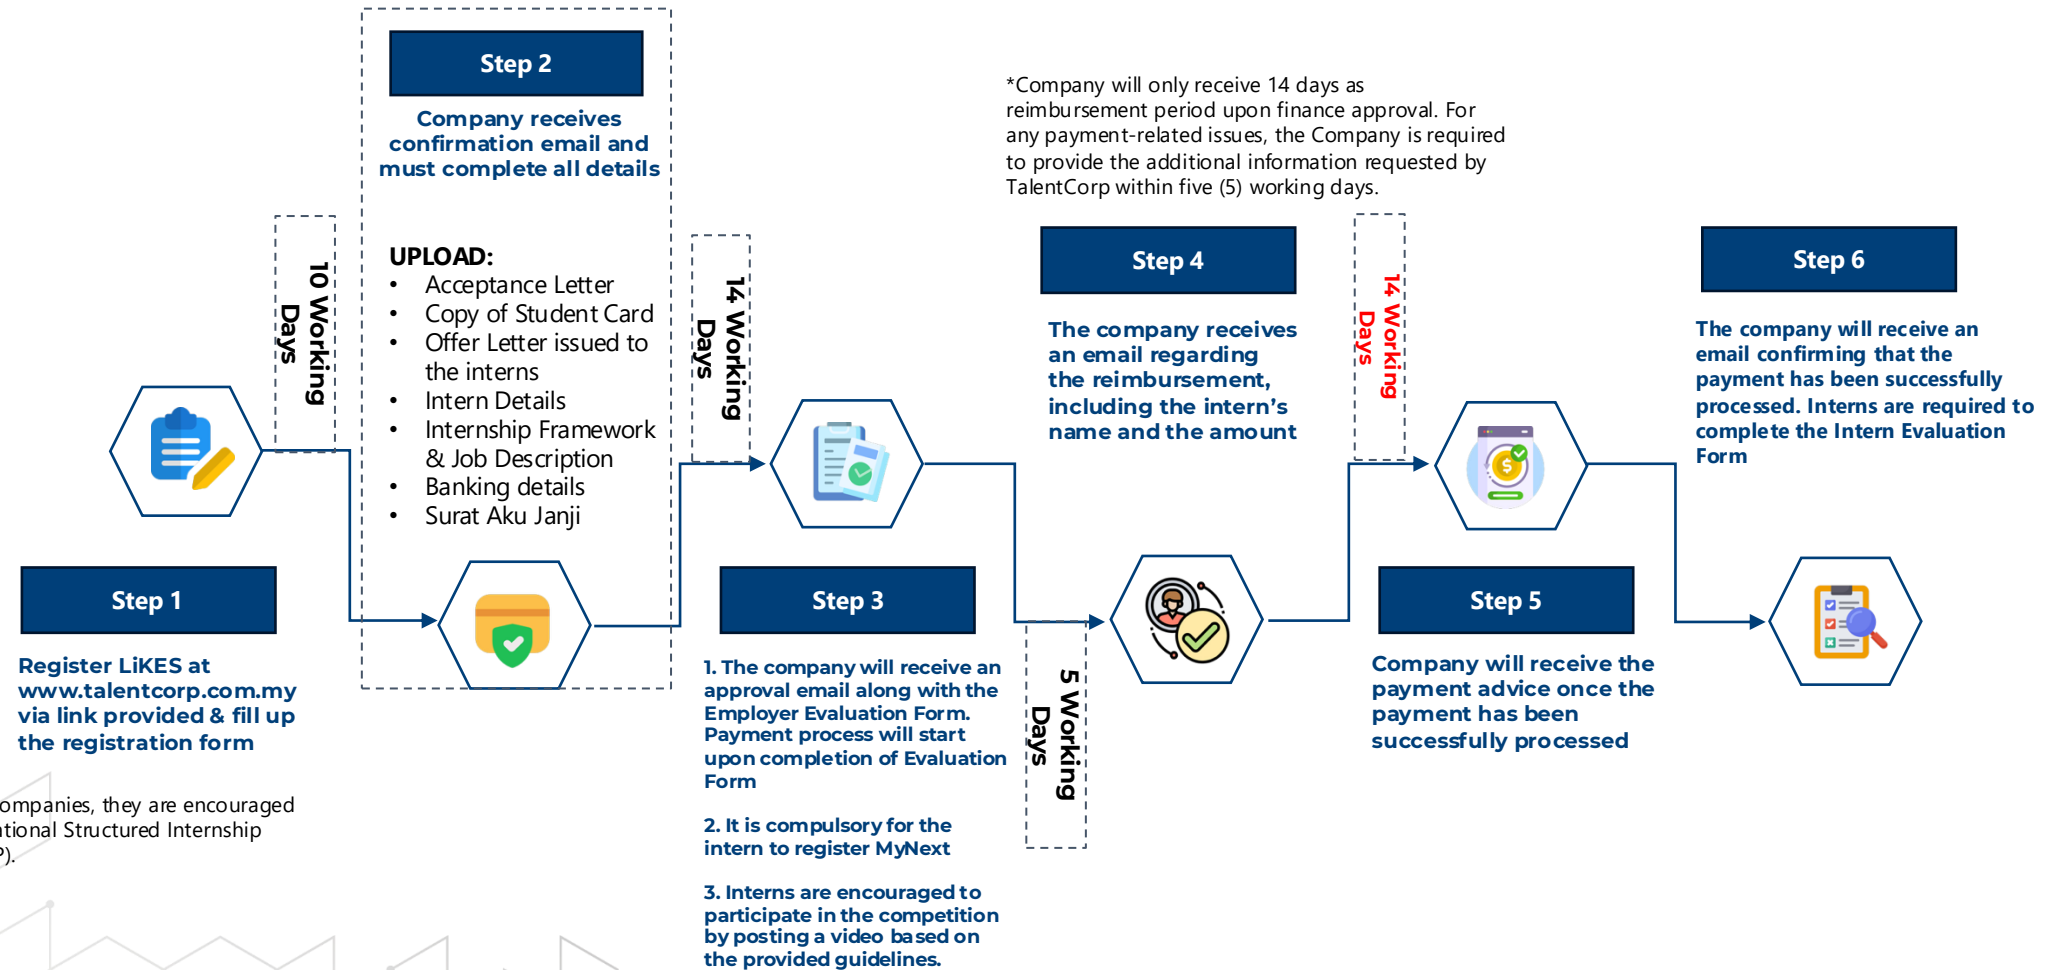 Step 1
Register LiKES at
www.talentcorp.com.my
via link provided & fill up
the registration form
ompanies, they are encouraged
ational Structured Internship
P).
10 Working
Days
Step 2
Company receives
confirmation email and
must complete all details
UPLOAD:
• Acceptance Letter
• Copy of Student Card
• Offer Letter issued to
the interns
• Intern Details
• Internship Framework
& Job Description
• Banking details
• Surat Aku Janji
14 Working
Days
Step 3
1. The company will receive an
approval email along with the
Employer Evaluation Form.
Payment process will start
upon completion of Evaluation
Form
2. It is compulsory for the
intern to register MyNext
3. Interns are encouraged to
participate in the competition
by posting a video based on
the provided guidelines.
5 Working
Days
*Company will only receive 14 days as
reimbursement period upon finance approval. For
any payment-related issues, the Company is required
to provide the additional information requested by
TalentCorp within five (5) working days.
Step 4
The company receives
an email regarding
the reimbursement,
including the intern’s
name and the amount
14 Working
Days
$
Step 5
Company will receive the
payment advice once the
payment has been
successfully processed
Step 6
The company will receive an
email confirming that the
payment has been successfully
processed. Interns are required to
complete the Intern Evaluation
Form